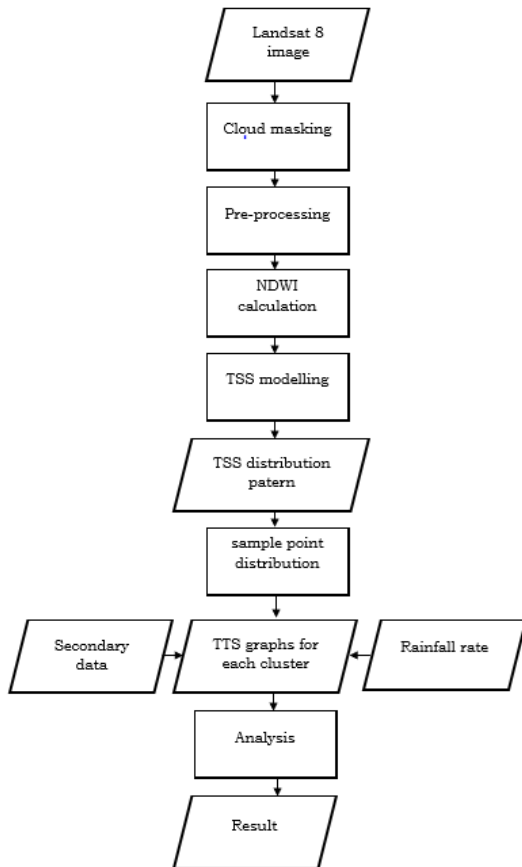 Landsat 8
image
Cloud masking
Pre-processing
NDWI
calculation
TSS modelling
TSS distribution
patern
sample point
distribution
Secondary
data
TTS graphs for
each cluster
Rainfall rate
Analysis
Result